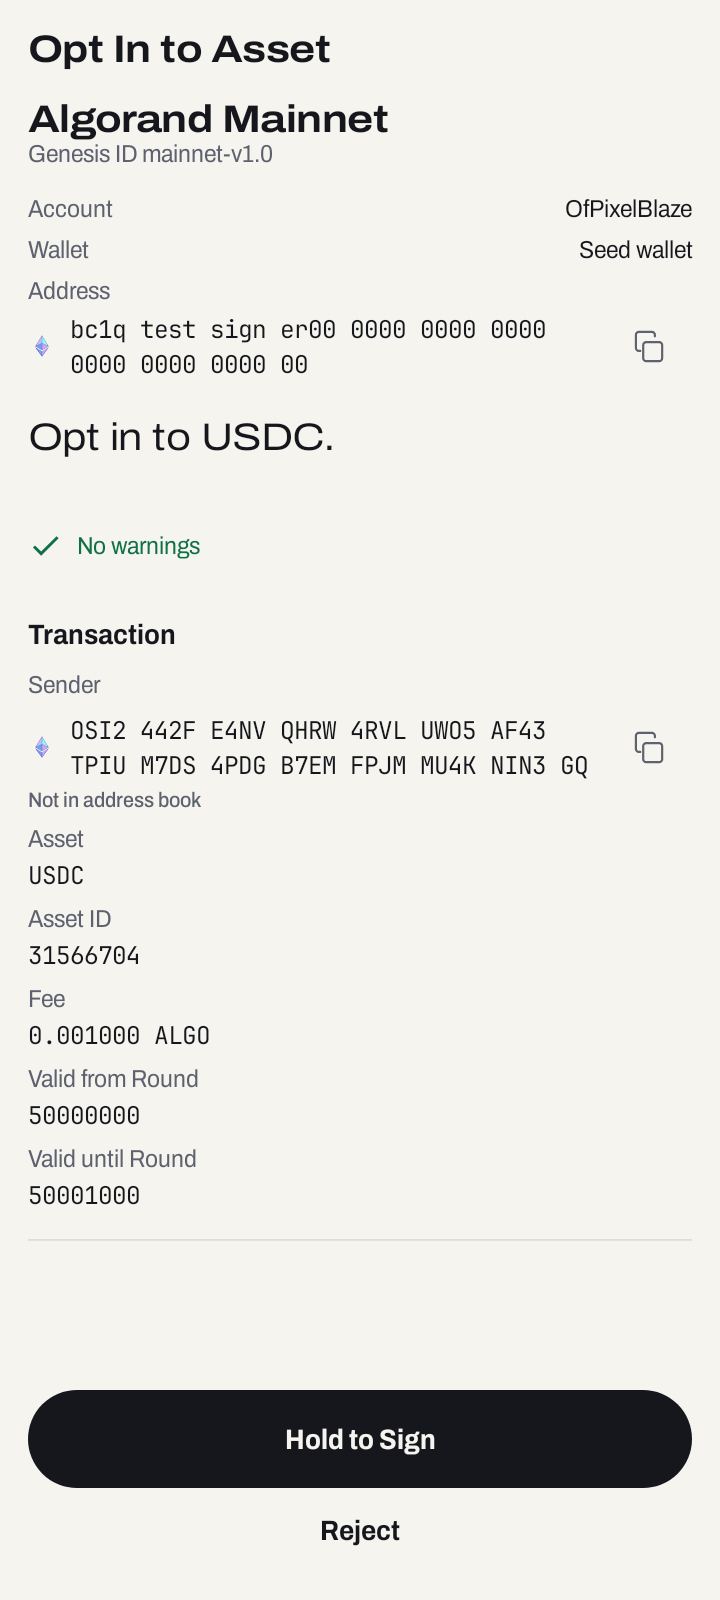 Opt In to Asset
Algorand Mainnet
Genesis ID mainnet-v1.0
Account OfPixelBlaze
Wallet Seed wallet
Address
bc1q test sign er00 0000 0000 0000
0000 0000 0000 00
Opt in to USDC.
No warnings
Transaction
Sender
OSI2 442F E4NV QHRW 4RVL UWO5 AF43
TPIU M7DS 4PDG B7EM FPJM MU4K NIN3 GQ
Not in address book
Asset
USDC
Asset ID
31566704
Fee
0.001000 ALGO
Valid from Round
50000000
Valid until Round
50001000
Hold to Sign
Reject